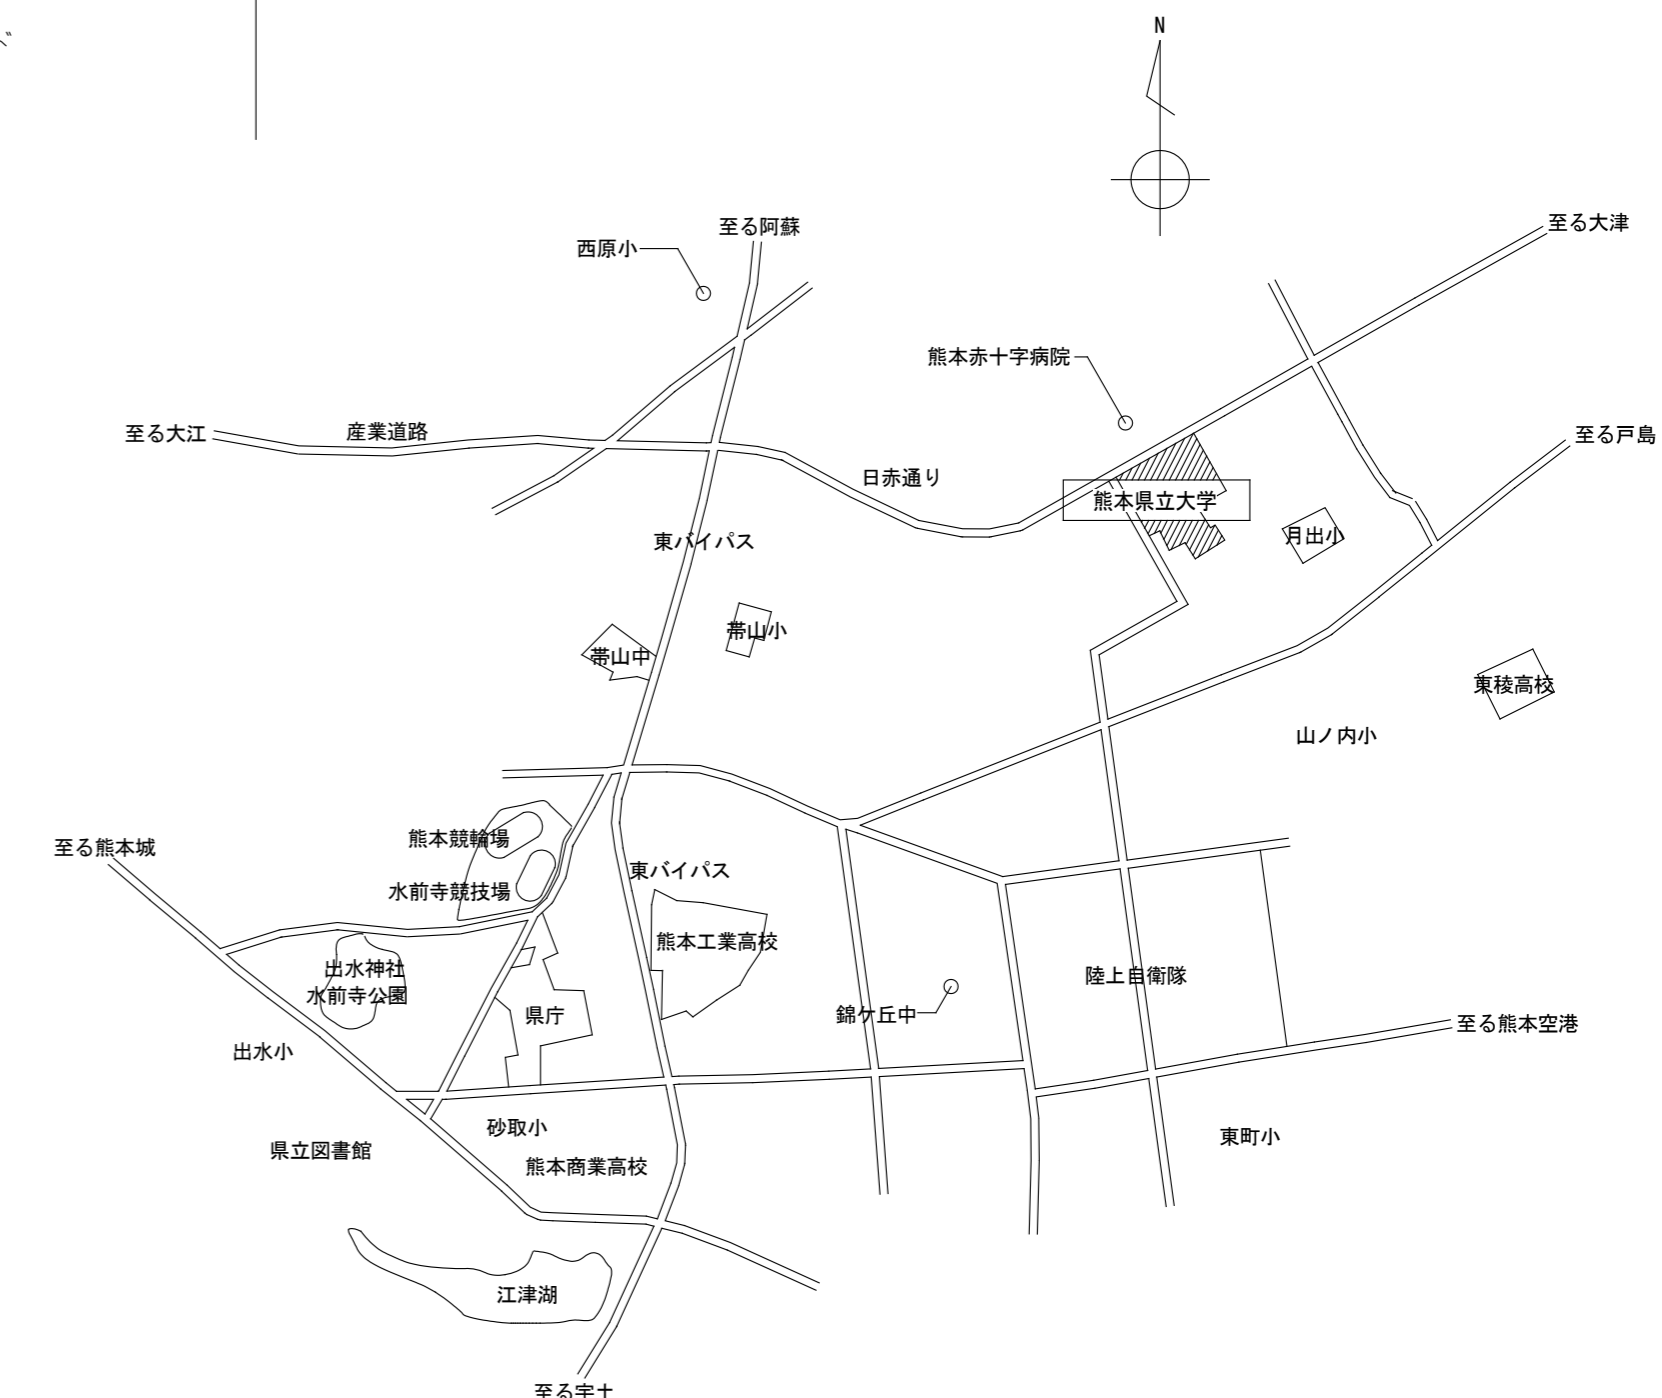 N
至る阿蘇
至る大津
西原小
熊本赤十字病院
至る大江
産業道路
至る戸島
日赤通り
熊本県立大学
月出小
東バイパス
帯山小
帯山中
東稜高校
山ノ内小
熊本競輪場
至る熊本城
東バイパス
水前寺競技場
熊本工業高校
出水神社
水前寺公園
陸上自衛隊
県庁
錦ケ丘中
至る熊本空港
出水小
砂取小
東町小
県立図書館
熊本商業高校
江津湖
至る宇土